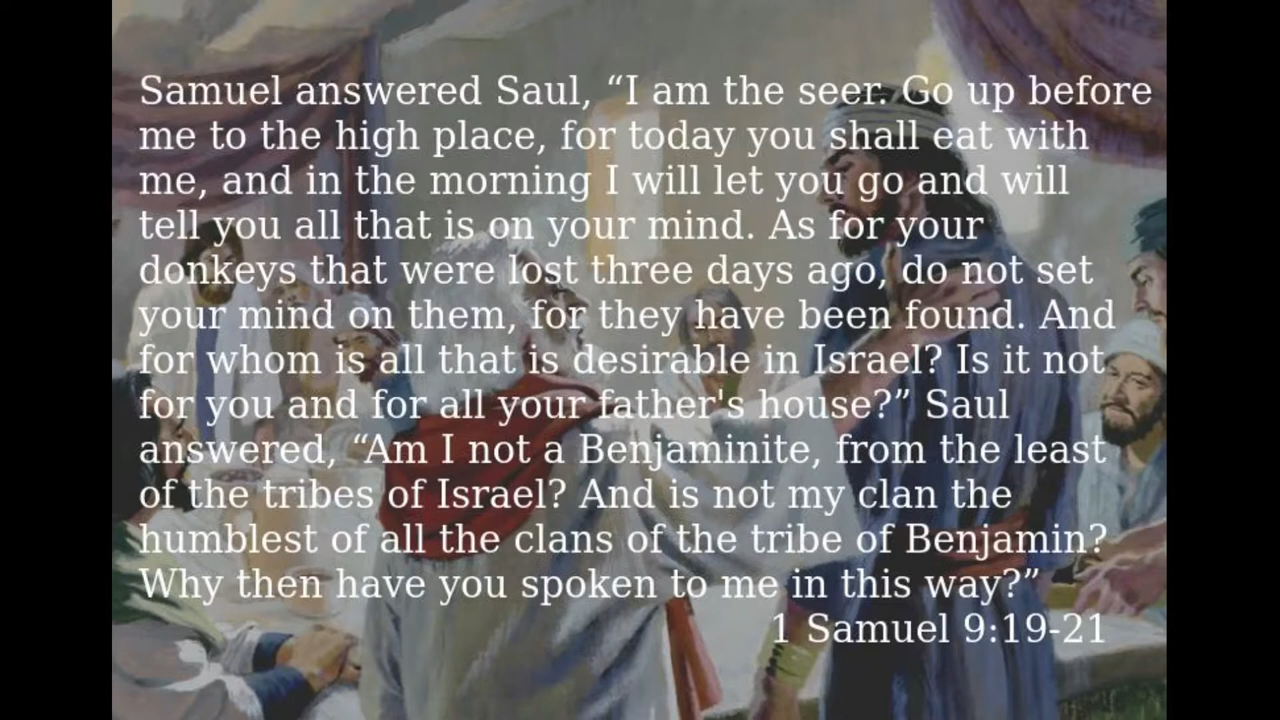 Samuel answered Saul, “I am the seer. Go up before
me to the high place, for today you shall eat with
me, and in the morning I will let you go and will
tell you all that is on your mind. As for your
donkeys that were lost three days ago, do not set
your mind on them, for they have been found. And
for whom is all that is desirable in Israel? Is it not
for you and for all your father's house?” Saul
answered, “Am I not a Benjaminite, from the least
of the tribes of Israel? And is not my clan the
humblest of all the clans of the tribe of Benjamin?
Why then have you spoken to me in this way?”
1 Samuel 9:19-21